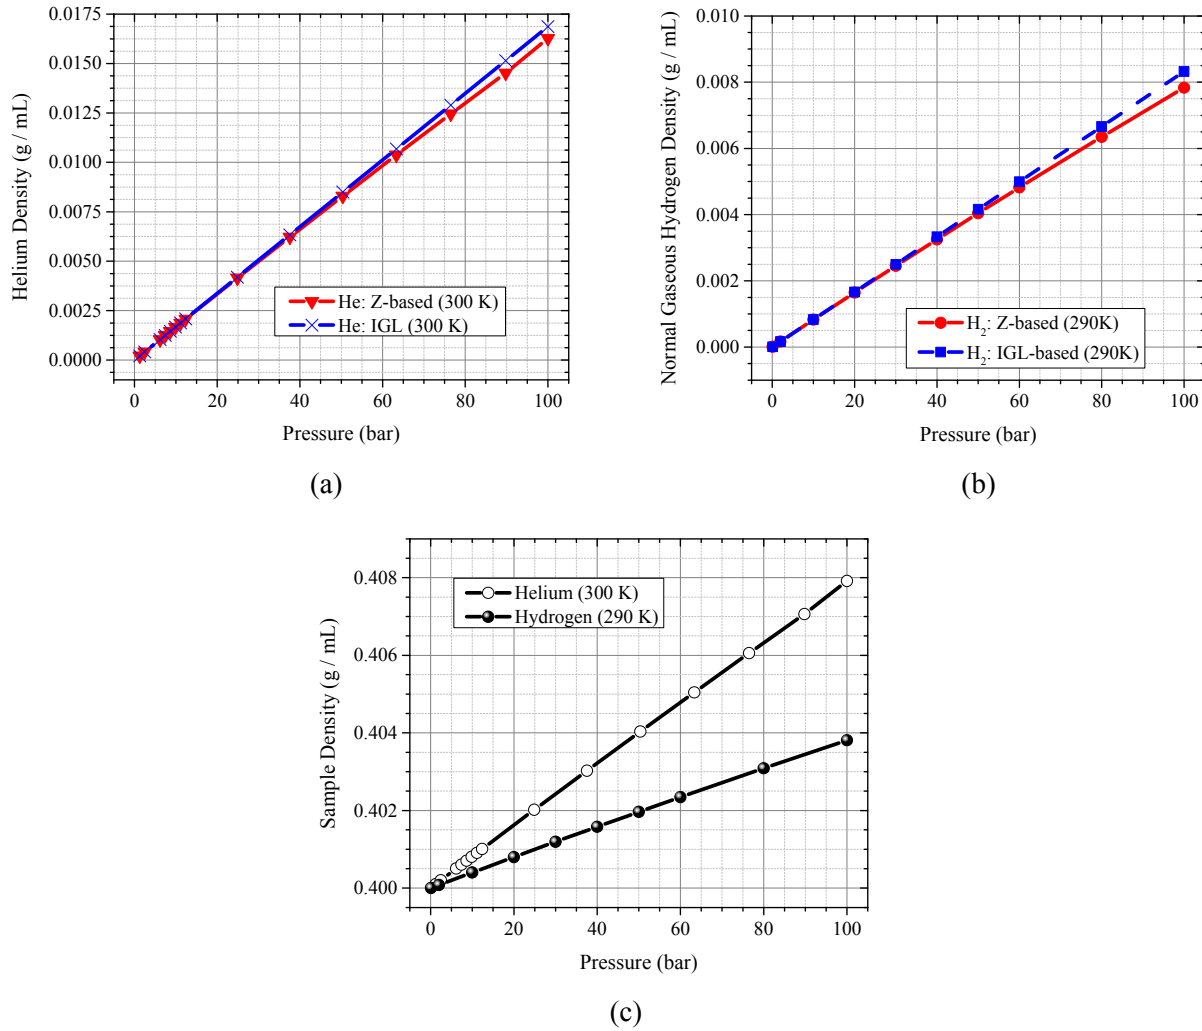 0.0175
0.0150
0.0125
0.0100
0.0075
0.0050
0.0025
0.0000
Helium Density (g / mL)
He: Z-based (300 K)
He: IGL (300 K)
0 20 40 60 80 100
Pressure (bar)
(a)
0.010
0.008
0.006
0.004
0.002
0.000
Normal Gaseous Hydrogen Density (g / mL)
H2: Z-based (290K)
H2: IGL-based (290K)
0 20 40 60 80 100
Pressure (bar)
(b)
0.408
0.406
0.404
0.402
0.400
Sample Density (g / mL)
Helium (300 K)
Hydrogen (290 K)
0 20 40 60 80 100
Pressure (bar)
(c)